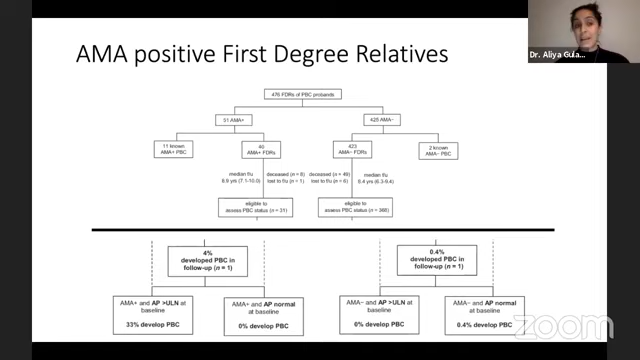 AMA positive First Degree Relatives
Dr. Aliya Gula...
476 FDRs of PBC probands
51 AMA+
425 AMA−
11 known
AMA+ PBC
40
AMA+ FDRs
423
AMA− FDRs
2 known
AMA− PBC
median f/u
8.9 yrs (7.1-10.0)
deceased (n = 8)
lost to f/u (n = 1)
deceased (n = 49)
lost to f/u (n = 6)
median f/u
8.4 yrs (6.3-9.4)
eligible to
assess PBC status (n = 31)
eligible to
assess PBC status (n = 368)
4%
developed PBC in
follow-up (n = 1)
0.4%
developed PBC in
follow-up (n = 1)
AMA+ and AP >ULN at
baseline
33% develop PBC
AMA+ and AP normal
at baseline
0% develop PBC
AMA− and AP >ULN at
baseline
0% develop PBC
AMA− and AP normal
at baseline
0.4% develop PBC
zoom